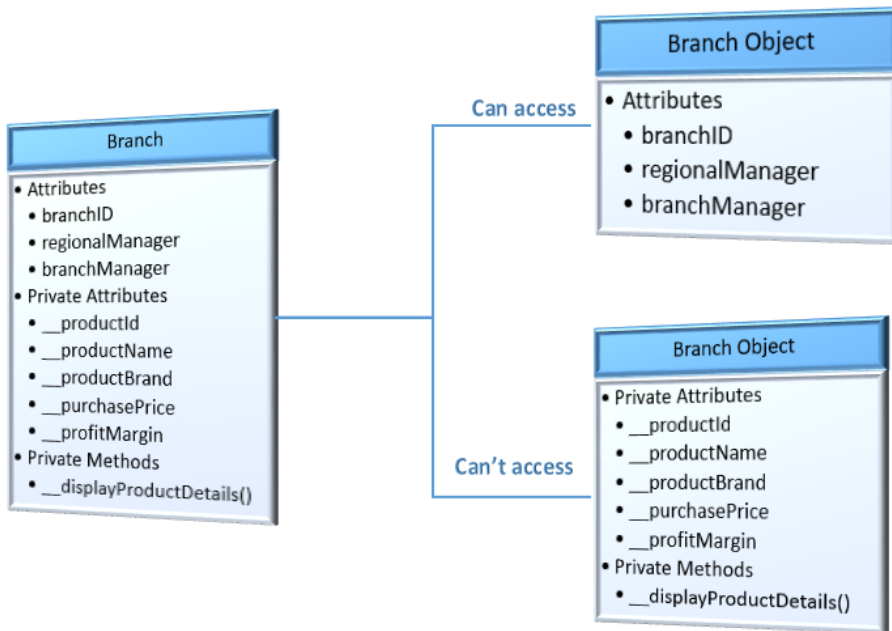 Branch
• Attributes
• branchID
• regionalManager
• branchManager
• Private Attributes
• __productId
• __productName
• __productBrand
• __purchasePrice
• __profitMargin
• Private Methods
• __displayProductDetails()
Can access
Branch Object
• Attributes
• branchID
• regionalManager
• branchManager
Can’t access
Branch Object
• Private Attributes
• __productId
• __productName
• __productBrand
• __purchasePrice
• __profitMargin
• Private Methods
• __displayProductDetails()